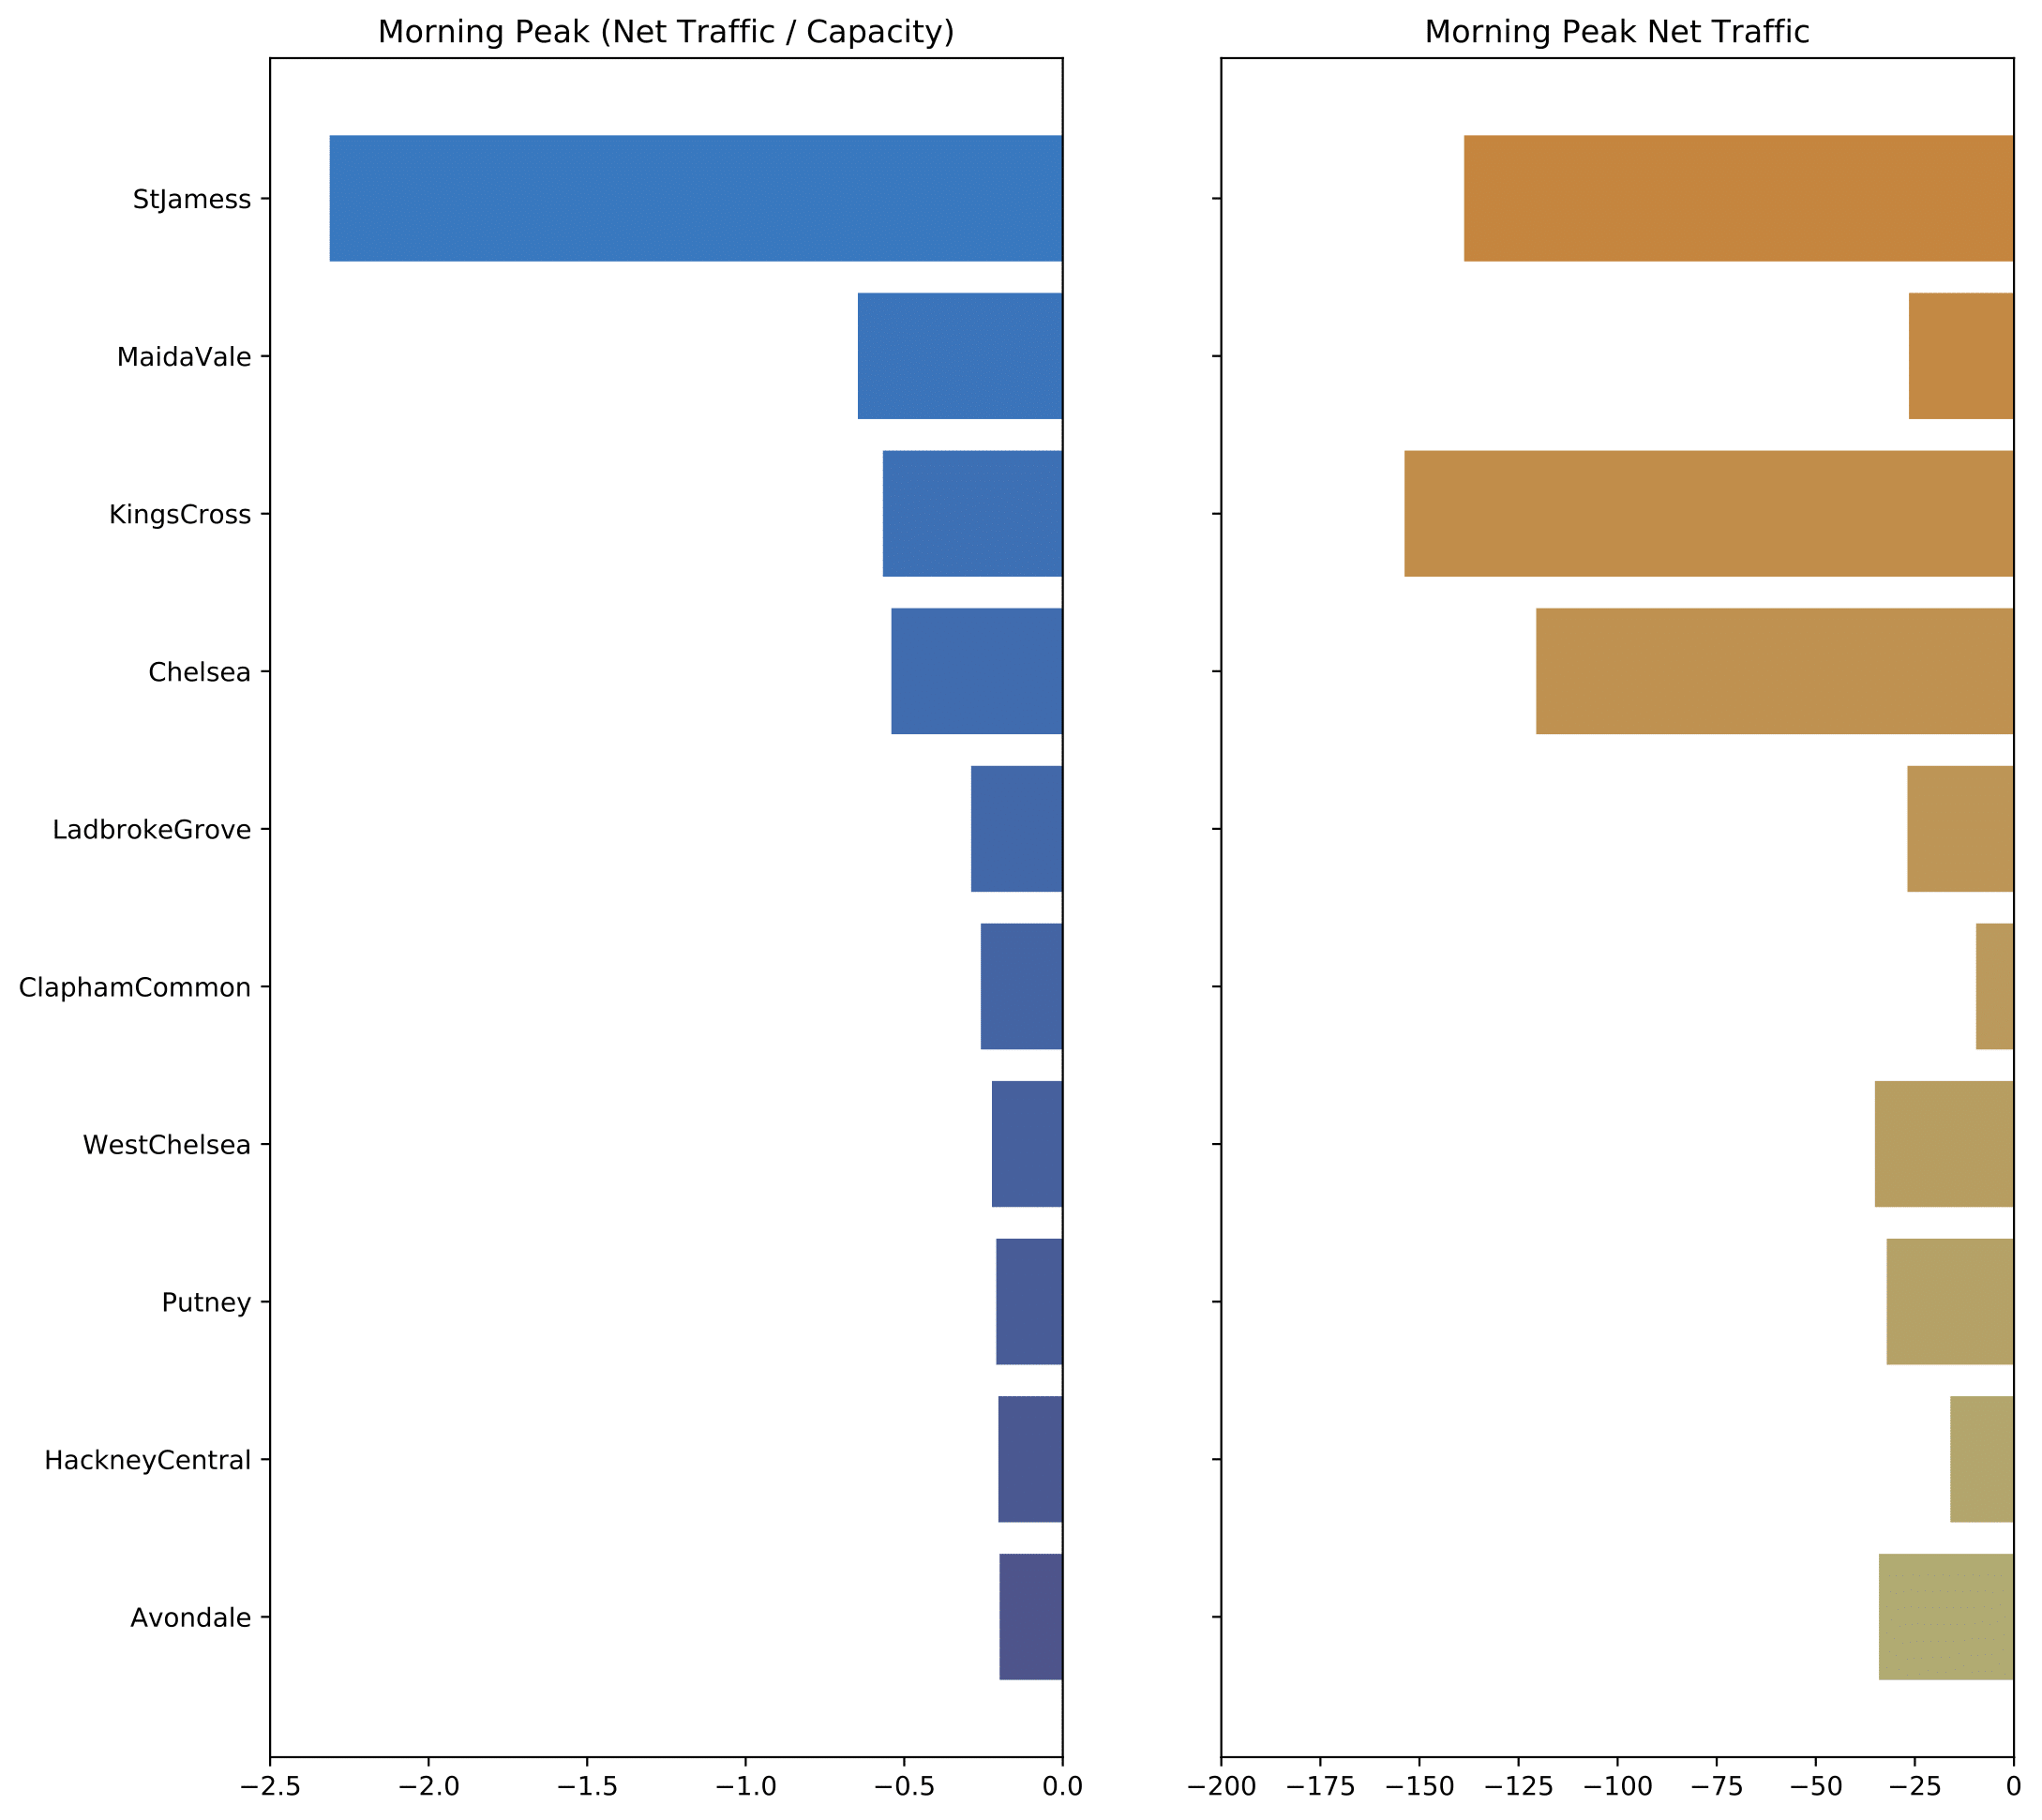 Morning Peak (Net Traffic / Capacity)
Morning Peak Net Traffic
StJamess
MaidaVale
KingsCross
Chelsea
LadbrokeGrove
ClaphamCommon
WestChelsea
Putney
HackneyCentral
Avondale
−2.5 −2.0 −1.5 −1.0 −0.5 0.0
−200 −175 −150 −125 −100 −75 −50 −25 0